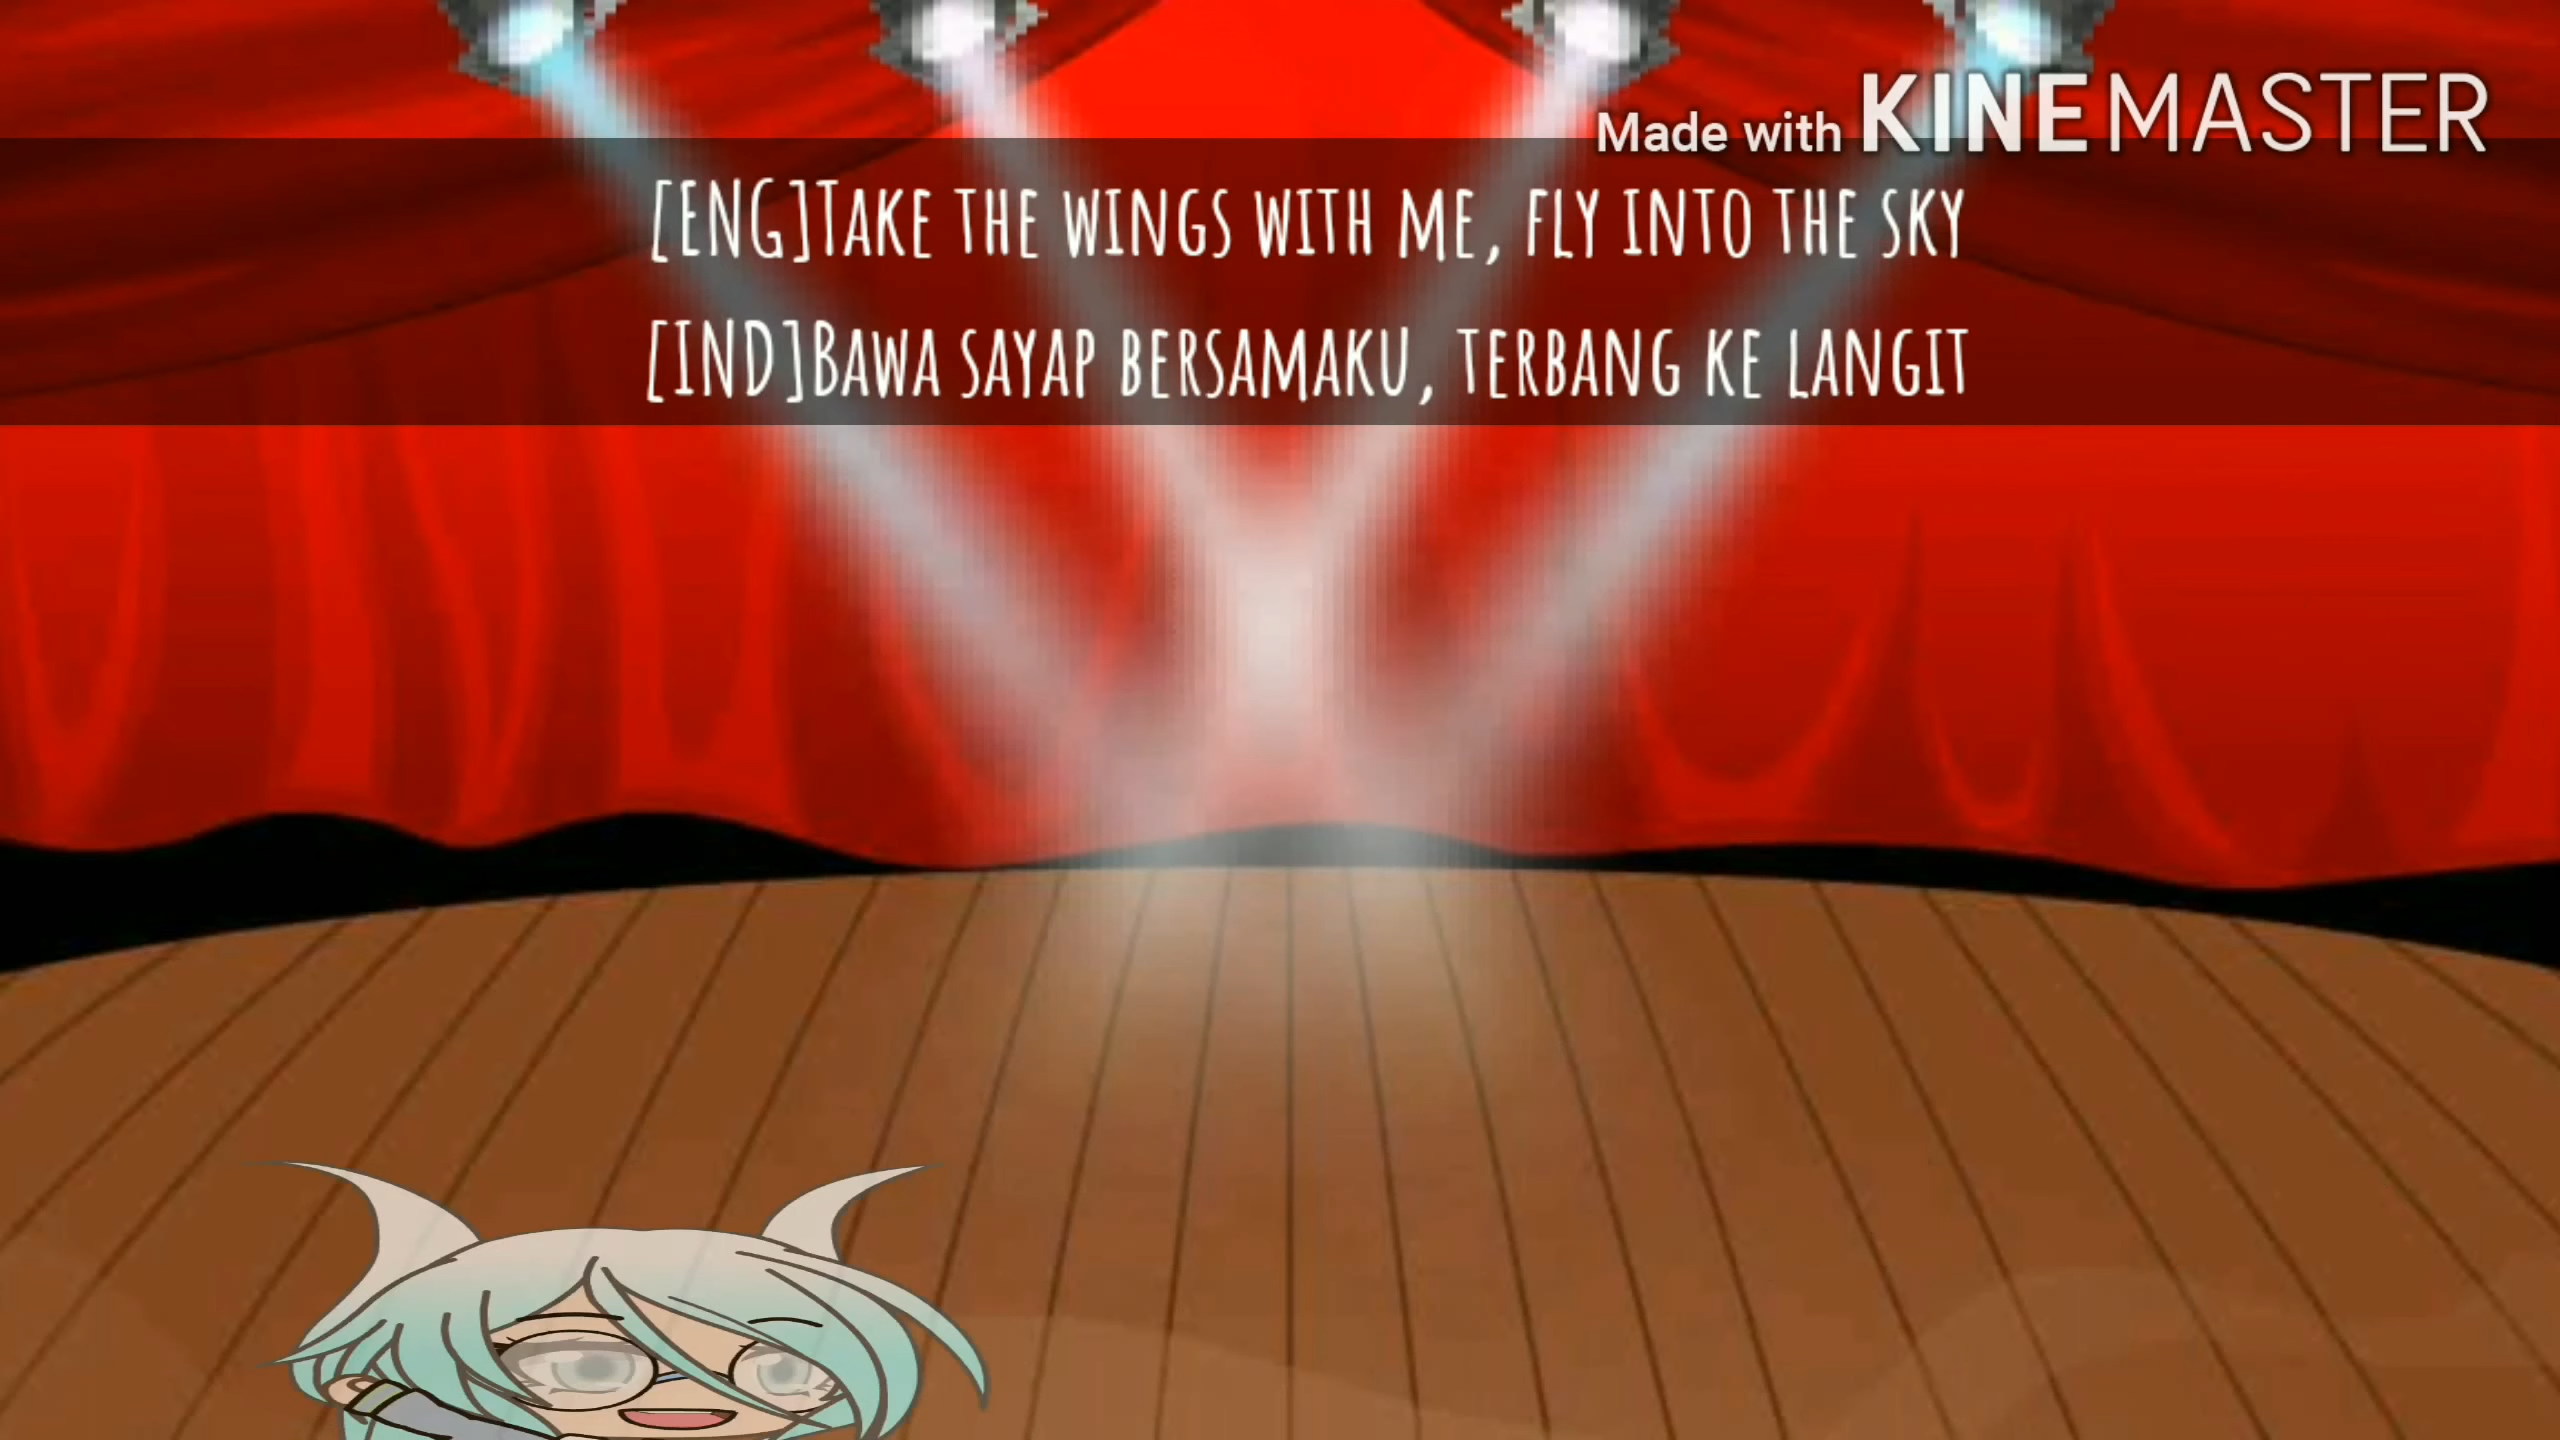 Made with KINEMASTER
[ENG]Take the wings with me, fly into the sky
[IND]Bawa sayap bersamaku, terbang ke langit